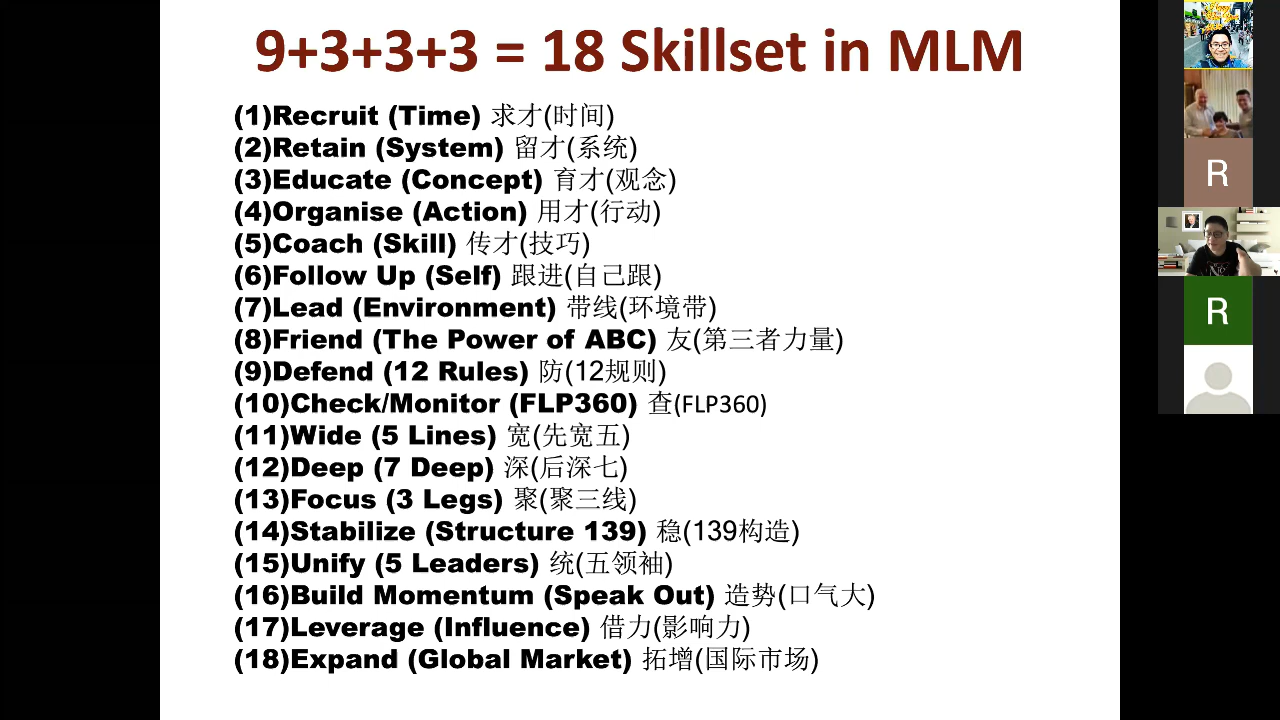 9+3+3+3 = 18 Skillset in MLM
(1)Recruit (Time) 求才(时间)
(2)Retain (System) 留才(系统)
(3)Educate (Concept) 育才(观念)
(4)Organise (Action) 用才(行动)
(5)Coach (Skill) 传才(技巧)
(6)Follow Up (Self) 跟进(自己跟)
(7)Lead (Environment) 带线(环境带)
(8)Friend (The Power of ABC) 友(第三者力量)
(9)Defend (12 Rules) 防(12规则)
(10)Check/Monitor (FLP360) 查(FLP360)
(11)Wide (5 Lines) 宽(先宽五)
(12)Deep (7 Deep) 深(后深七)
(13)Focus (3 Legs) 聚(聚三线)
(14)Stabilize (Structure 139) 稳(139构造)
(15)Unify (5 Leaders) 统(五领袖)
(16)Build Momentum (Speak Out) 造势(口气大)
(17)Leverage (Influence) 借力(影响力)
(18)Expand (Global Market) 拓增(国际市场)
R
R